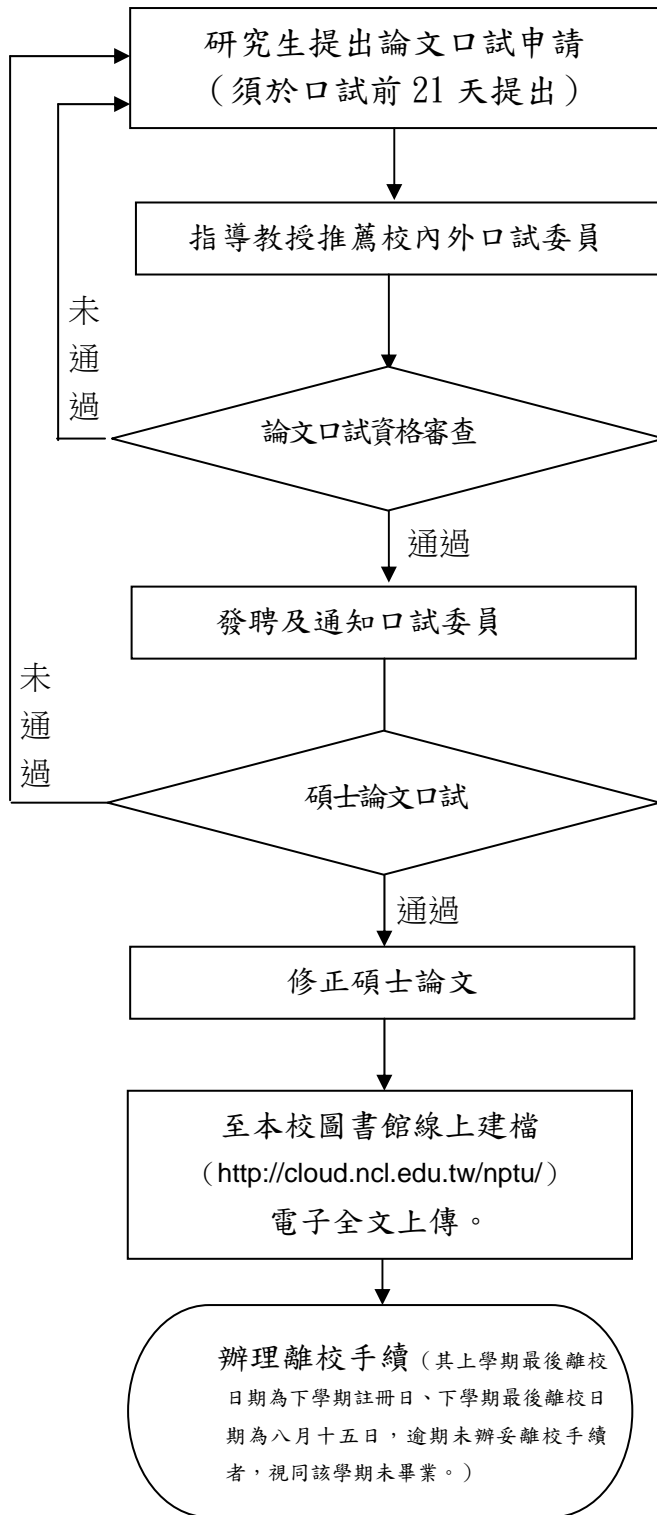 研究生提出論文口試申請
（須於口試前 21 天提出）
指導教授推薦校內外口試委員
未
通
過
論文口試資格審查
通過
發聘及通知口試委員
未
通
過
碩士論文口試
通過
修正碩士論文
至本校圖書館線上建檔
（http://cloud.ncl.edu.tw/nptu/）
電子全文上傳。
辦理離校手續（其上學期最後離校
日期為下學期註冊日、下學期最後離校日
期為八月十五日，逾期未辦妥離校手續
者，視同該學期未畢業。）